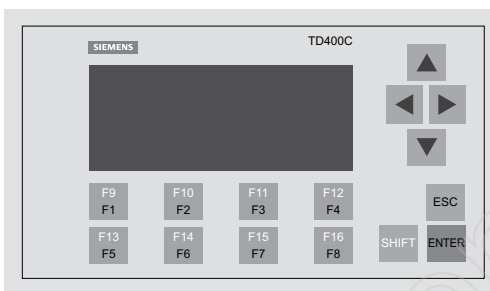 SIEMENS
TD400C
F9 F10 F11 F12
F1 F2 F3 F4
ESC
F13 F14 F15 F16
F5 F6 F7 F8
SHIFT ENTER